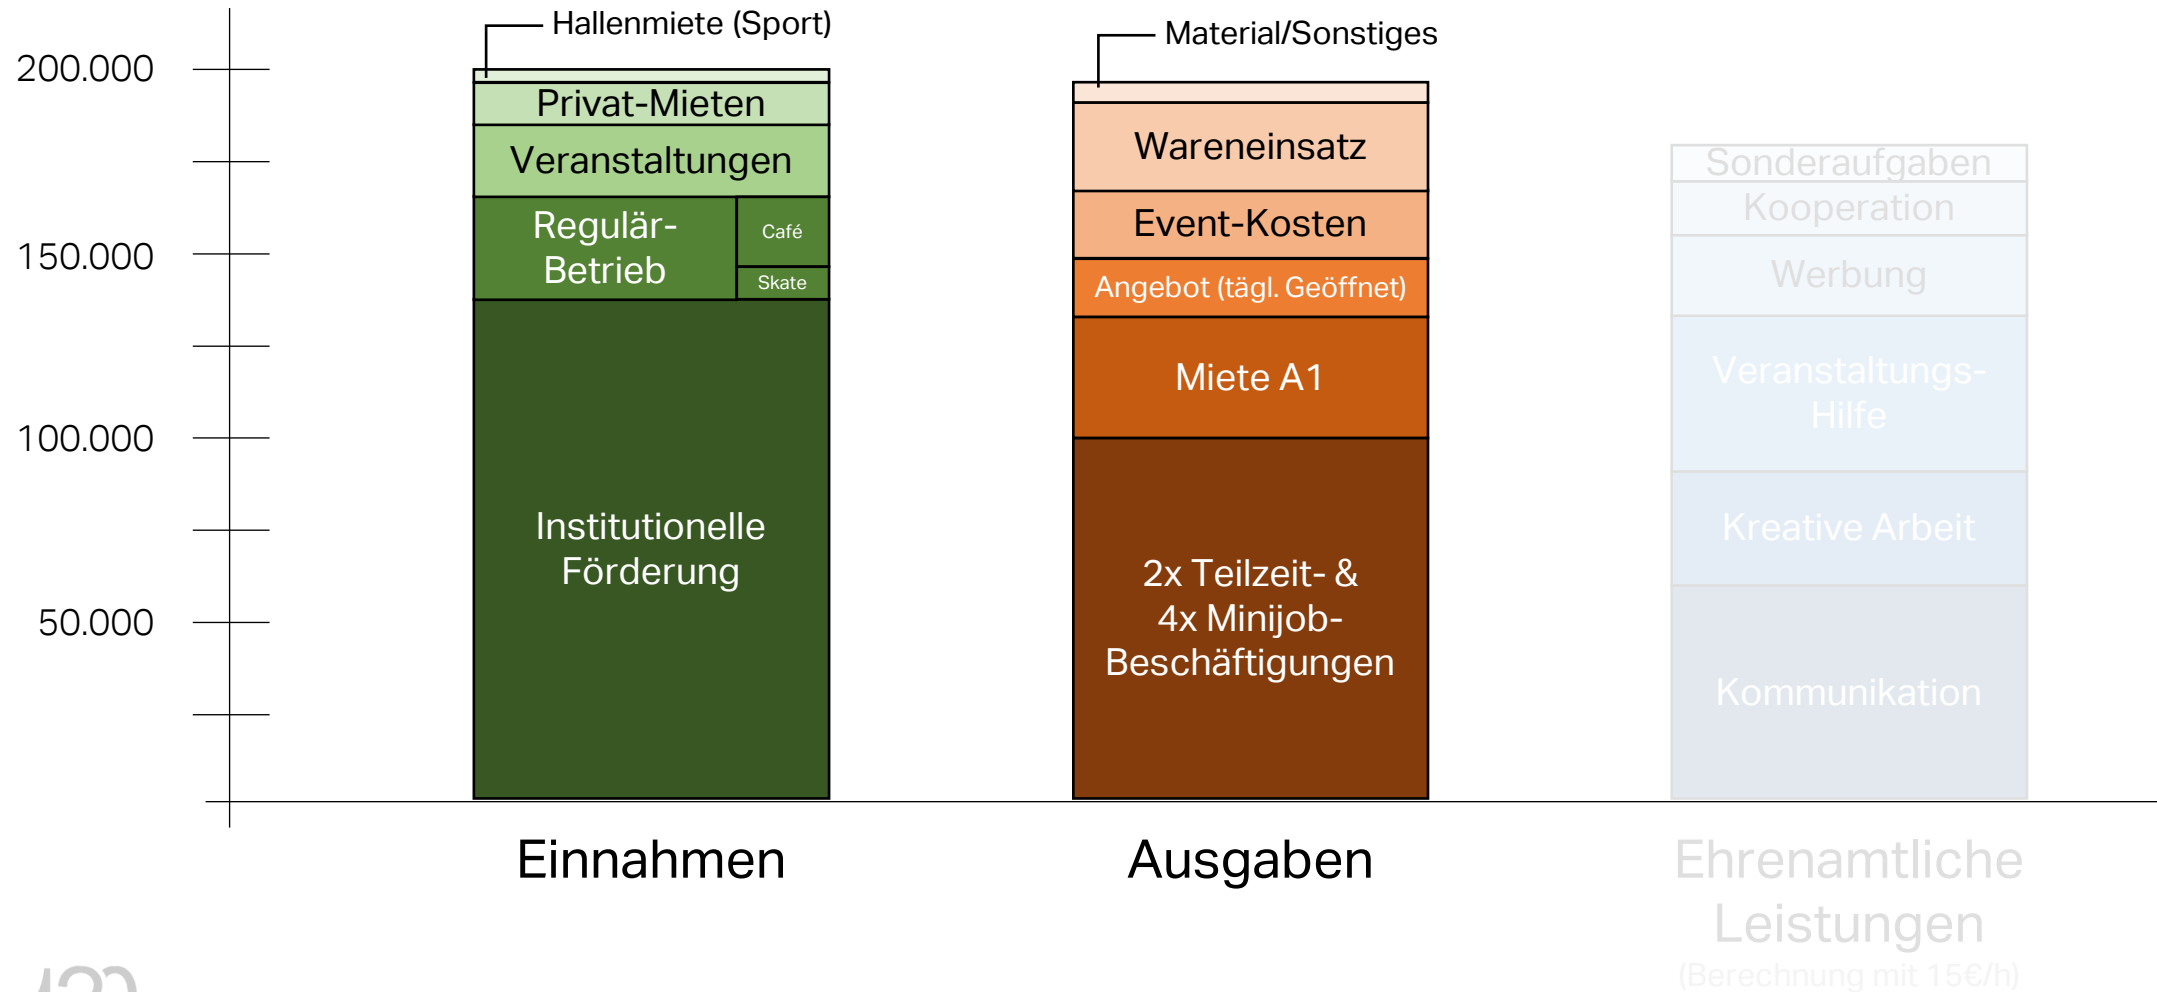 Hallenmiete (Sport)
Material/Sonstiges
200.000
150.000
100.000
50.000
Privat-Mieten
Veranstaltungen
Regulär-
Betrieb
Café
Skate
Institutionelle
Förderung
Wareneinsatz
Event-Kosten
Angebot (tägl. Geöffnet)
Miete A1
2x Teilzeit- &
4x Minijob-
Beschäftigungen
Sonderaufgaben
Kooperation
Werbung
Veranstaltungs-
Hilfe
Kreative Arbeit
Kommunikation
Einnahmen
Ausgaben
Ehrenamtliche
Leistungen
(Berechnung mit 15€/h)